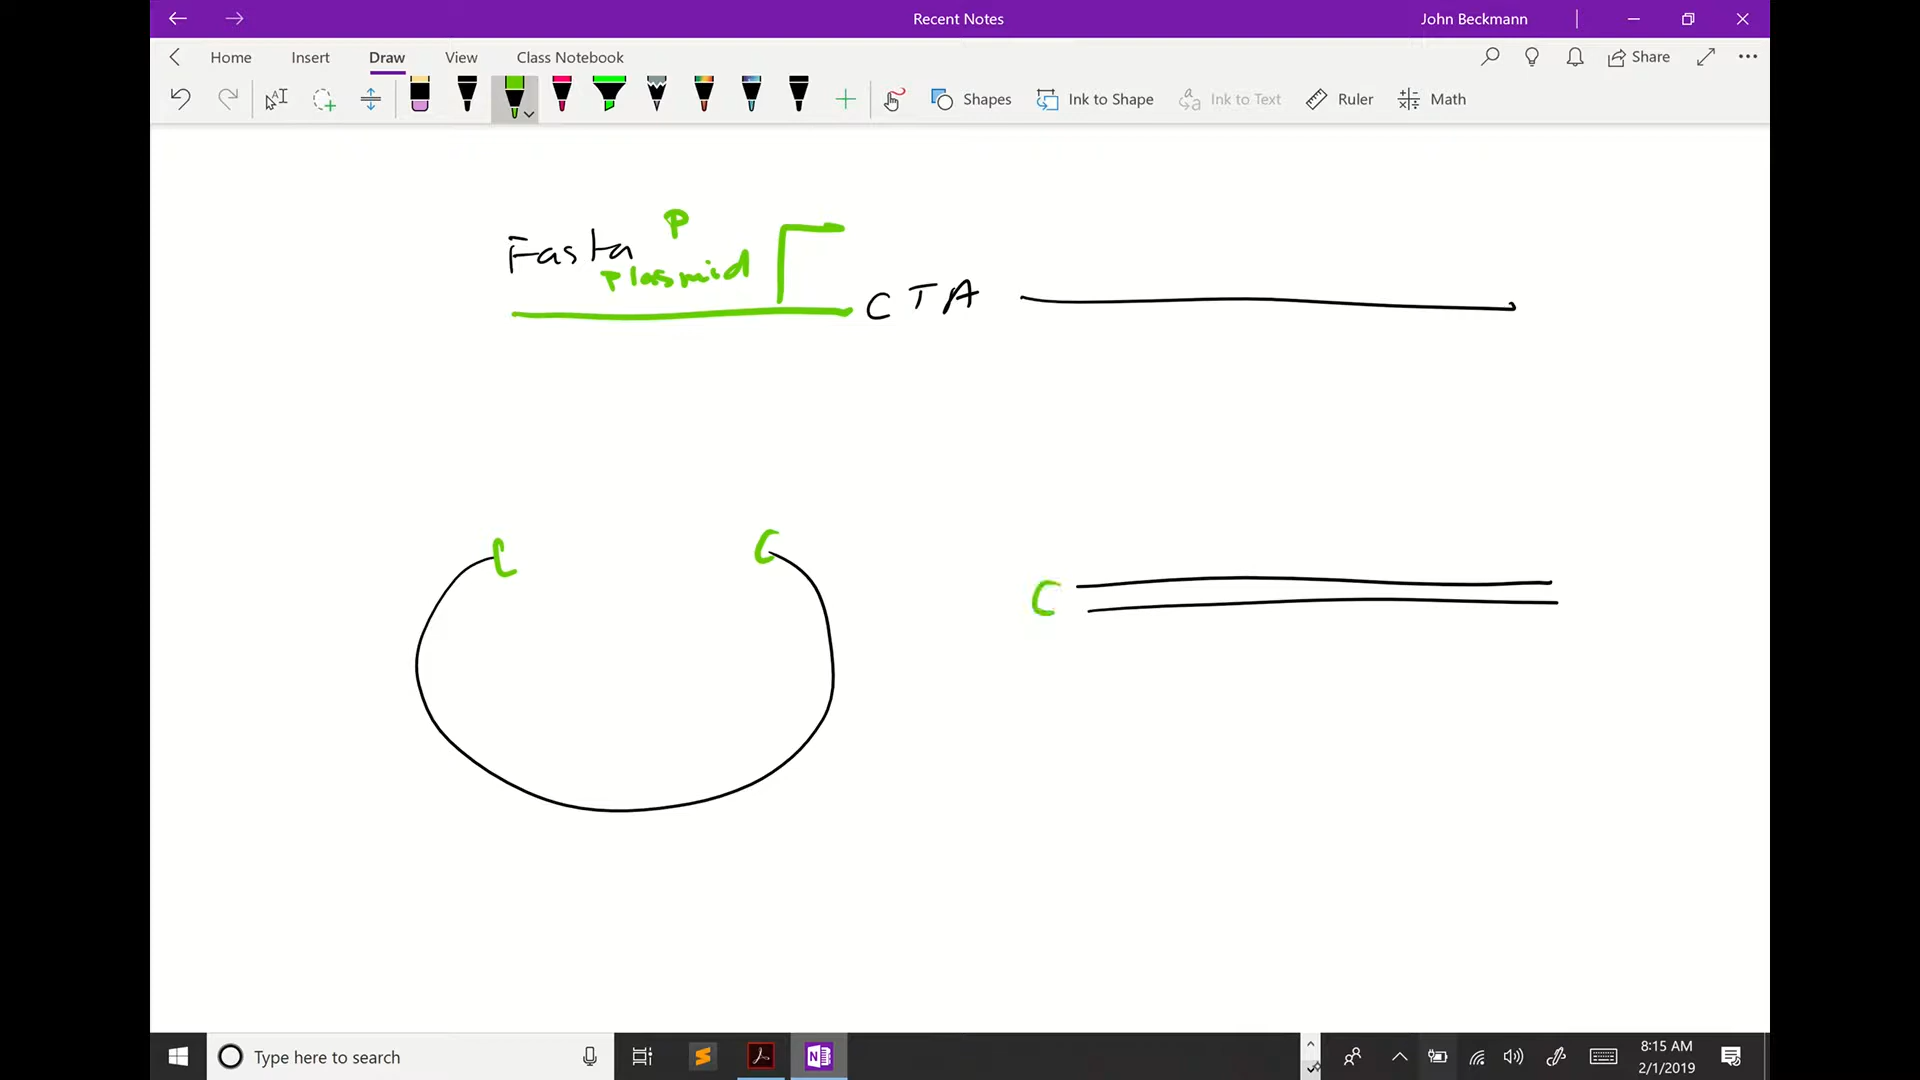 Recent Notes
John Beckmann
Home Insert Draw View Class Notebook
Share
Shapes Ink to Shape Ink to Text Ruler Math
P
Fasta
plasmid
CTA
C C
C
Type here to search
8:15 AM
2/1/2019